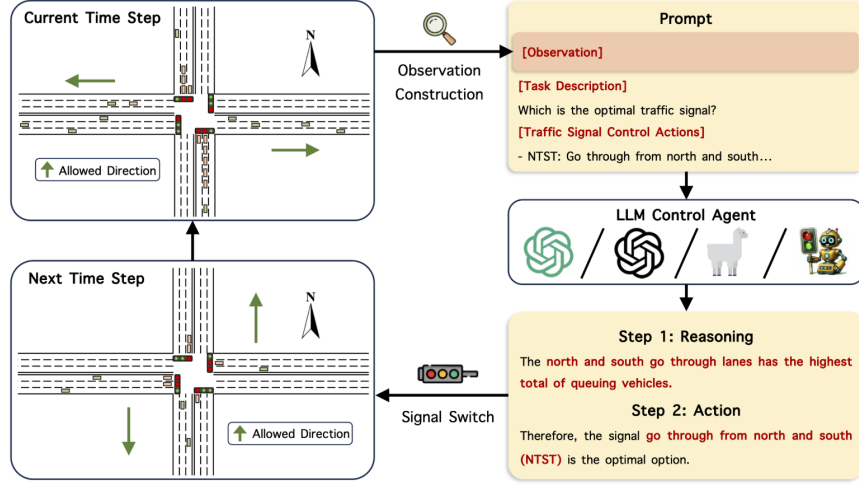 Current Time Step
N
Allowed Direction
Observation
Construction
Prompt
[Observation]
[Task Description]
Which is the optimal traffic signal?
[Traffic Signal Control Actions]
- NTST: Go through from north and south...
LLM Control Agent
Step 1: Reasoning
The north and south go through lanes has the highest
total of queuing vehicles.
Step 2: Action
Therefore, the signal go through from north and south
(NTST) is the optimal option.
Signal Switch
Next Time Step
N
Allowed Direction